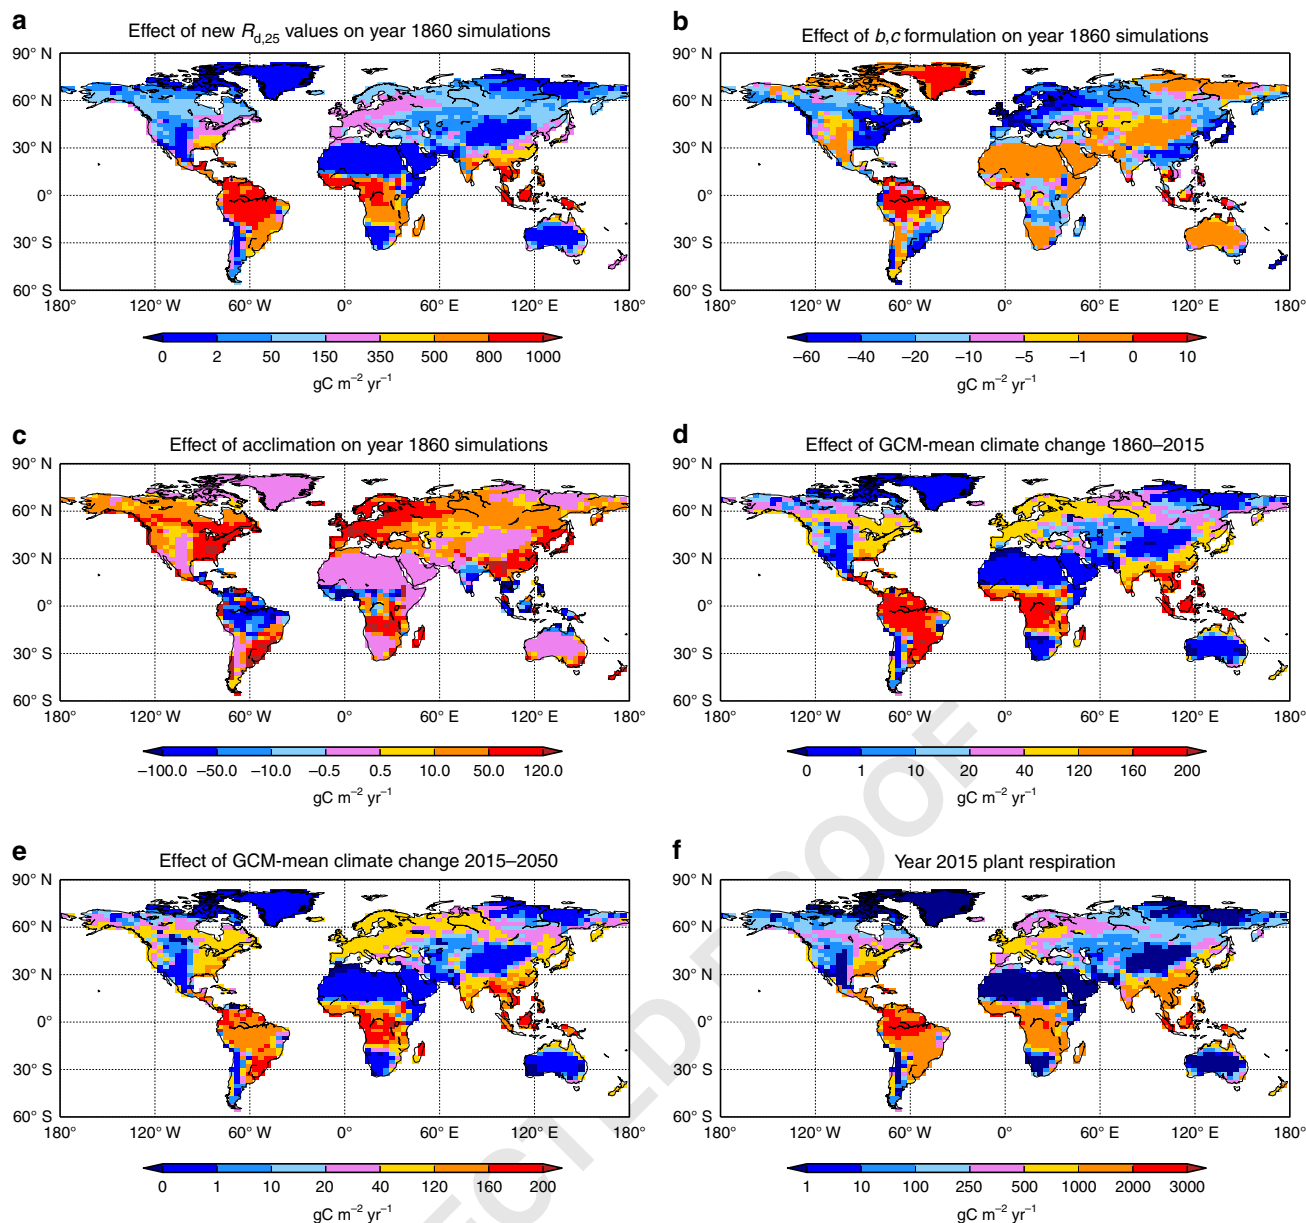 a
Effect of new R_d,25 values on year 1860 simulations
90° N
60° N
30° N
0°
30° S
60° S
180° 120° W 60° W 0° 60° E 120° E 180°
0 2 50 150 350 500 800 1000
gC m⁻² yr⁻¹
b
Effect of b,c formulation on year 1860 simulations
90° N
60° N
30° N
0°
30° S
60° S
180° 120° W 60° W 0° 60° E 120° E 180°
−60 −40 −20 −10 −5 −1 0 10
gC m⁻² yr⁻¹
c
Effect of acclimation on year 1860 simulations
90° N
60° N
30° N
0°
30° S
60° S
180° 120° W 60° W 0° 60° E 120° E 180°
−100.0 −50.0 −10.0 −0.5 0.5 10.0 50.0 120.0
gC m⁻² yr⁻¹
d
Effect of GCM-mean climate change 1860–2015
90° N
60° N
30° N
0°
30° S
60° S
180° 120° W 60° W 0° 60° E 120° E 180°
0 1 10 20 40 120 160 200
gC m⁻² yr⁻¹
e
Effect of GCM-mean climate change 2015–2050
90° N
60° N
30° N
0°
30° S
60° S
180° 120° W 60° W 0° 60° E 120° E 180°
0 1 10 20 40 120 160 200
gC m⁻² yr⁻¹
f
Year 2015 plant respiration
90° N
60° N
30° N
0°
30° S
60° S
180° 120° W 60° W 0° 60° E 120° E 180°
1 10 100 250 500 1000 2000 3000
gC m⁻² yr⁻¹